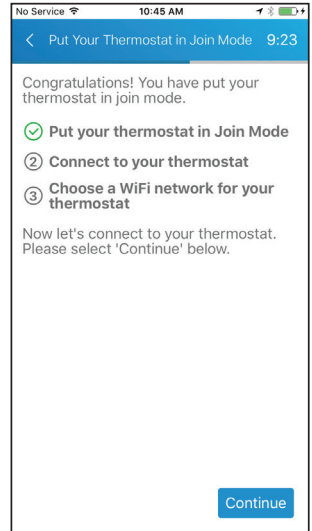 No Service 10:45 AM
Put Your Thermostat in Join Mode 9:23
Congratulations! You have put your
thermostat in join mode.
Put your thermostat in Join Mode
2 Connect to your thermostat
3 Choose a WiFi network for your
thermostat
Now let's connect to your thermostat.
Please select 'Continue' below.
Continue